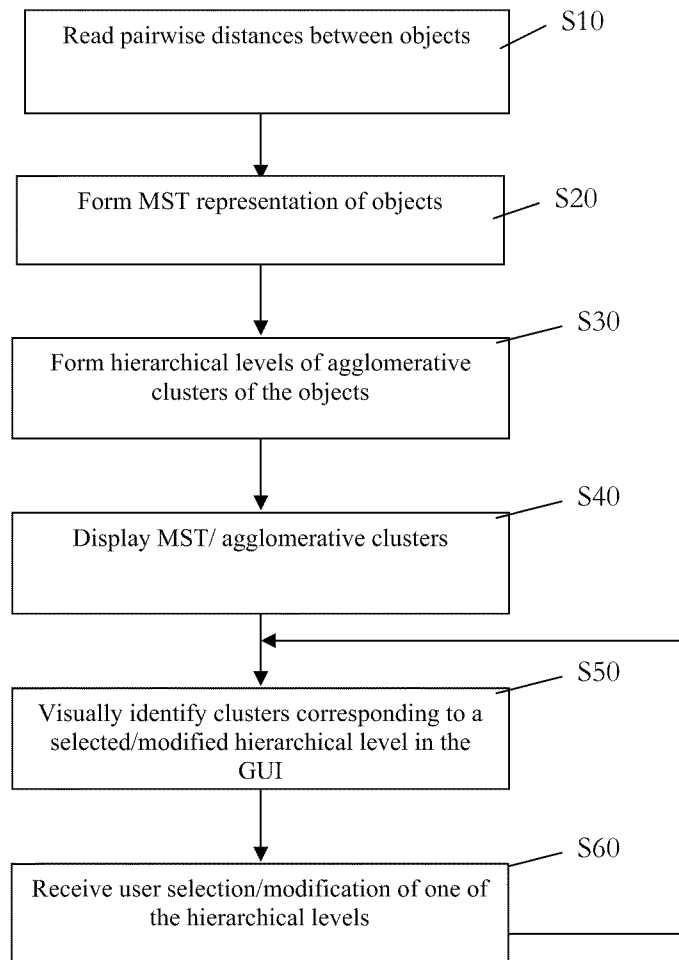 Read pairwise distances between objects
S10
Form MST representation of objects
S20
S30
Form hierarchical levels of agglomerative
clusters of the objects
S40
Display MST/ agglomerative clusters
S50
Visually identify clusters corresponding to a
selected/modified hierarchical level in the
GUI
S60
Receive user selection/modification of one of
the hierarchical levels